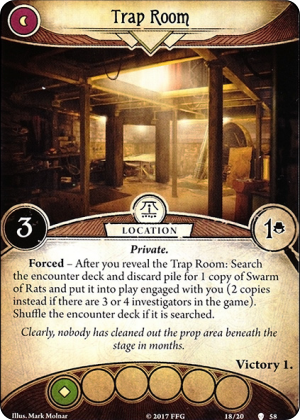 Trap Room
3
LOCATION
1
Private.
Forced – After you reveal the Trap Room: Search
the encounter deck and discard pile for 1 copy of Swarm
of Rats and put it into play engaged with you (2 copies
instead if there are 3 or 4 investigators in the game).
Shuffle the encounter deck if it is searched.
Clearly, nobody has cleaned out the prop area beneath the
stage in months.
Victory 1.
Illus. Mark Molnar © 2017 FFG 18/20 58